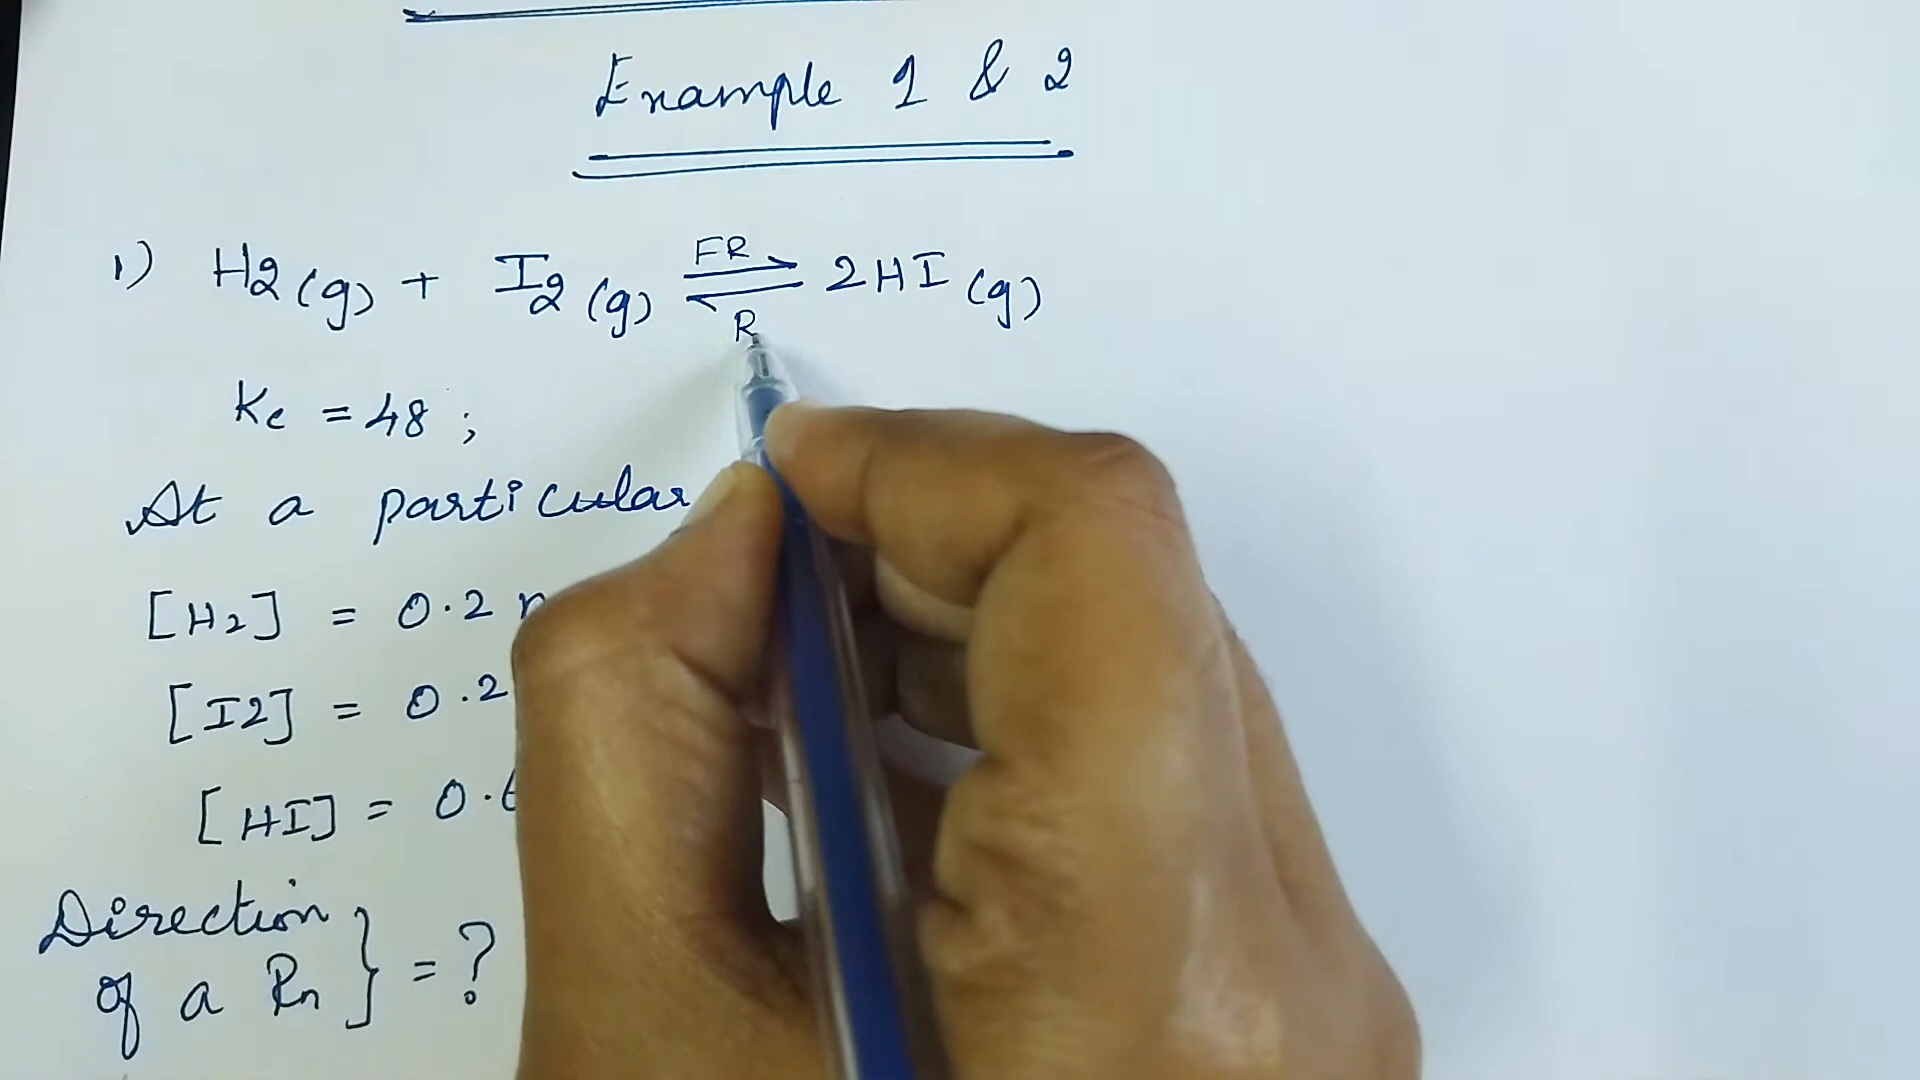 Example 1 & 2
1) H2(g) + I2(g) ⇌ 2HI(g)
FR
R
Kc = 48 ;
At a particular
[H2] = 0.2
[I2] = 0.2
[HI] = 0.6
Direction
of a Rn } = ?